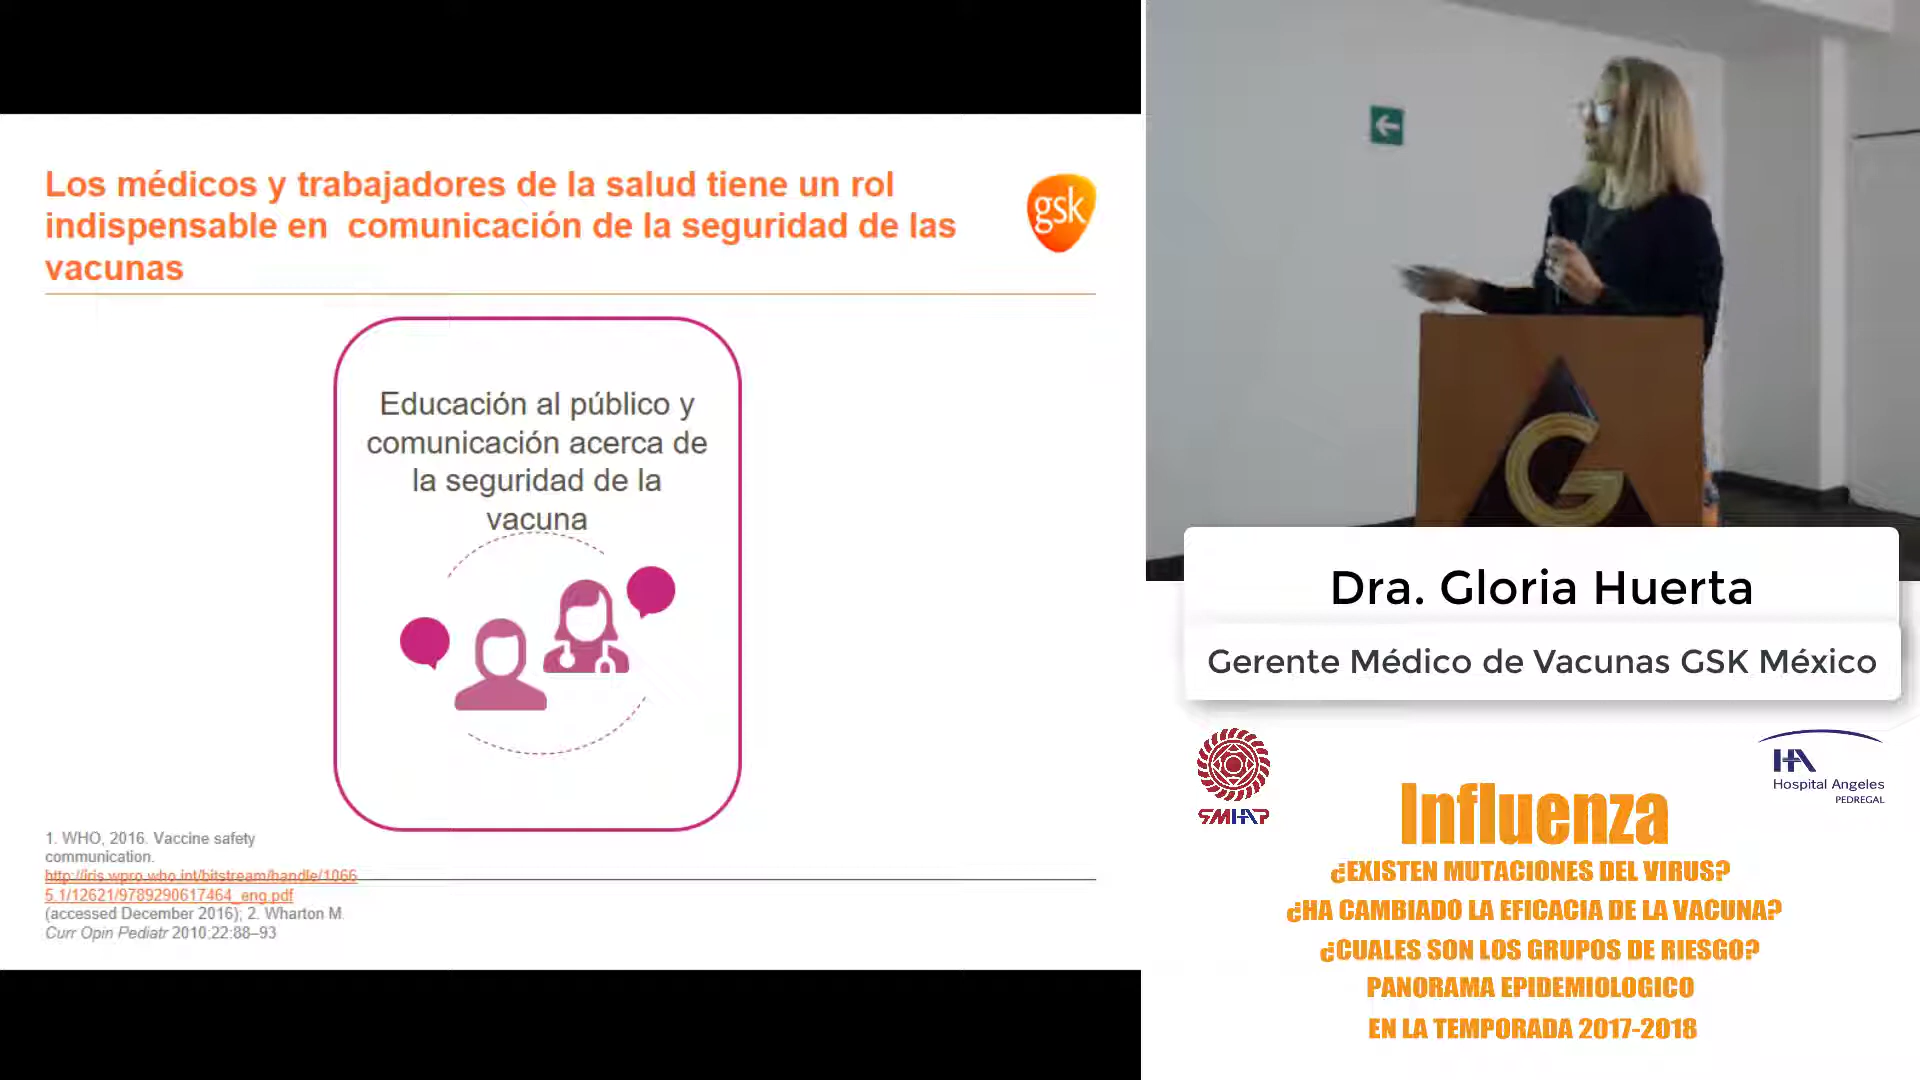 Los médicos y trabajadores de la salud tiene un rol
indispensable en comunicación de la seguridad de las
vacunas
gsk
Educación al público y
comunicación acerca de
la seguridad de la
vacuna
1. WHO, 2016. Vaccine safety
communication.
http://iris.wpro.who.int/bitstream/handle/1066
5.1/12621/9789290617464_eng.pdf
(accessed December 2016); 2. Wharton M.
Curr Opin Pediatr 2010;22:88–93
G
Dra. Gloria Huerta
Gerente Médico de Vacunas GSK México
SMHAP
HA
Hospital Angeles
PEDREGAL
Influenza
¿EXISTEN MUTACIONES DEL VIRUS?
¿HA CAMBIADO LA EFICACIA DE LA VACUNA?
¿CUALES SON LOS GRUPOS DE RIESGO?
PANORAMA EPIDEMIOLOGICO
EN LA TEMPORADA 2017-2018